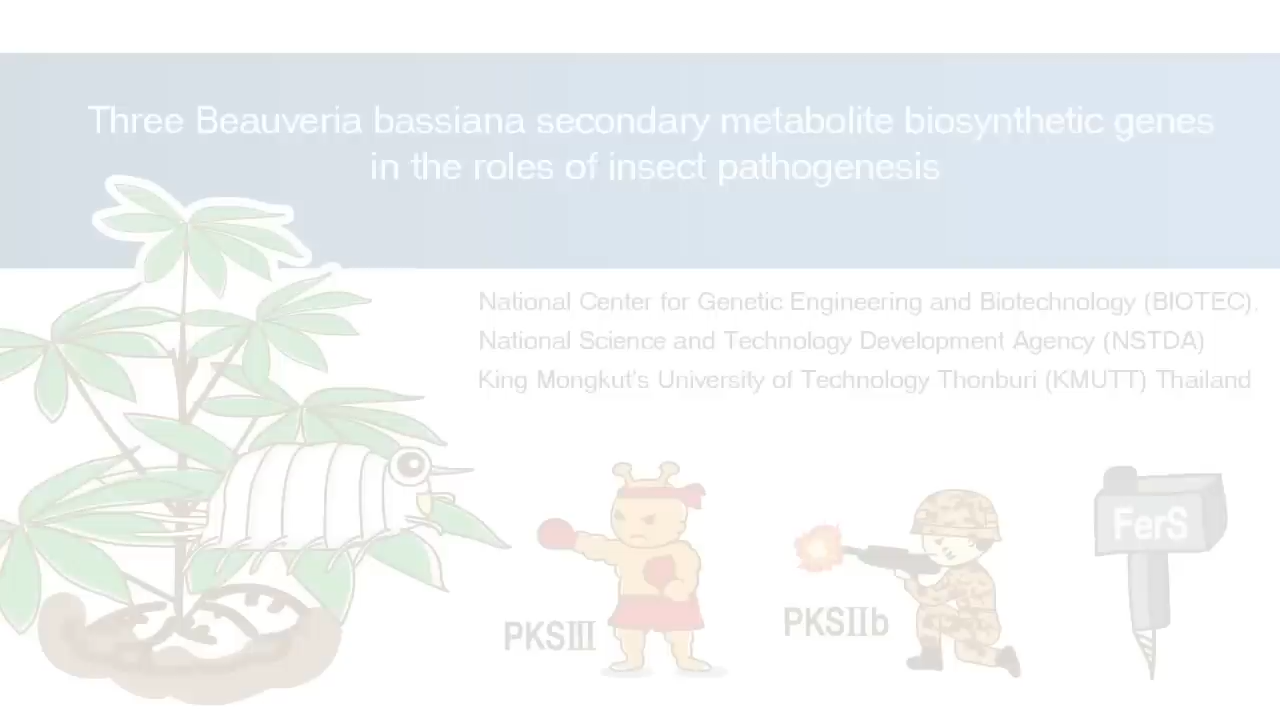 Three Beauveria bassiana secondary metabolite biosynthetic genes
in the roles of insect pathogenesis
National Center for Genetic Engineering and Biotechnology (BIOTEC),
National Science and Technology Development Agency (NSTDA)
King Mongkut's University of Technology Thonburi (KMUTT) Thailand
PKSⅢ
PKSⅡb
FerS